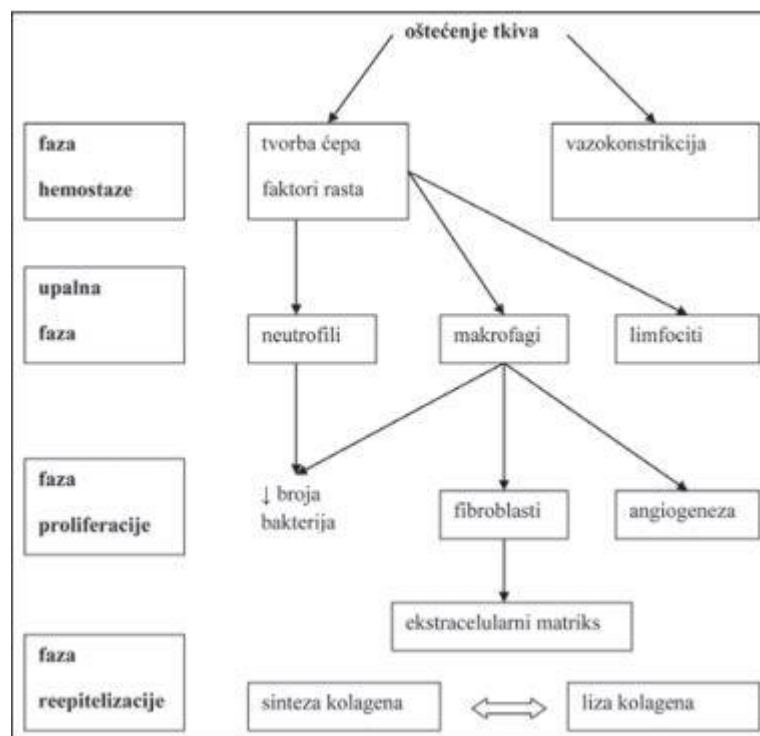 oštećenje tkiva
faza
hemostaze
tvorba ćepa
faktori rasta
vazokonstrikcija
upalna
faza
neutrofili
makrofagi
limfociti
faza
proliferacije
↓ broja
bakterija
fibroblasti
angiogeneza
ekstracelularni matriks
faza
reepitelizacije
sinteza kolagena
liza kolagena